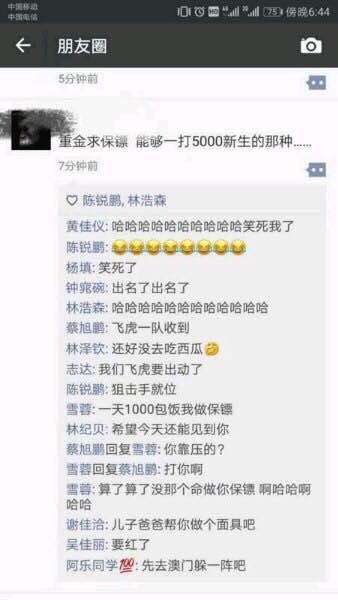 中国移动
中国电信
HD 4G 3G 75 傍晚6:44
朋友圈
5分钟前
重金求保镖 能够一打5000新生的那种……
7分钟前
陈锐鹏, 林浩森
黄佳仪: 哈哈哈哈哈哈哈哈哈哈笑死我了
陈锐鹏: 😂😂😂😂😂😂😂😂
杨填: 笑死了
钟窕碗: 出名了出名了
林浩森: 哈哈哈哈哈哈哈哈哈哈哈哈
蔡旭鹏: 飞虎一队收到
林泽钦: 还好没去吃西瓜🤣
志达: 我们飞虎要出动了
陈锐鹏: 狙击手就位
雪蓉: 一天1000包饭我做保镖
林纪贝: 希望今天还能见到你
蔡旭鹏回复雪蓉: 你靠压的?
雪蓉回复蔡旭鹏: 打你啊
雪蓉: 算了算了没那个命做你保镖 啊哈哈啊
哈哈
谢佳洽: 儿子爸爸帮你做个面具吧
吴佳丽: 要红了
阿乐同学💯: 先去澳门躲一阵吧